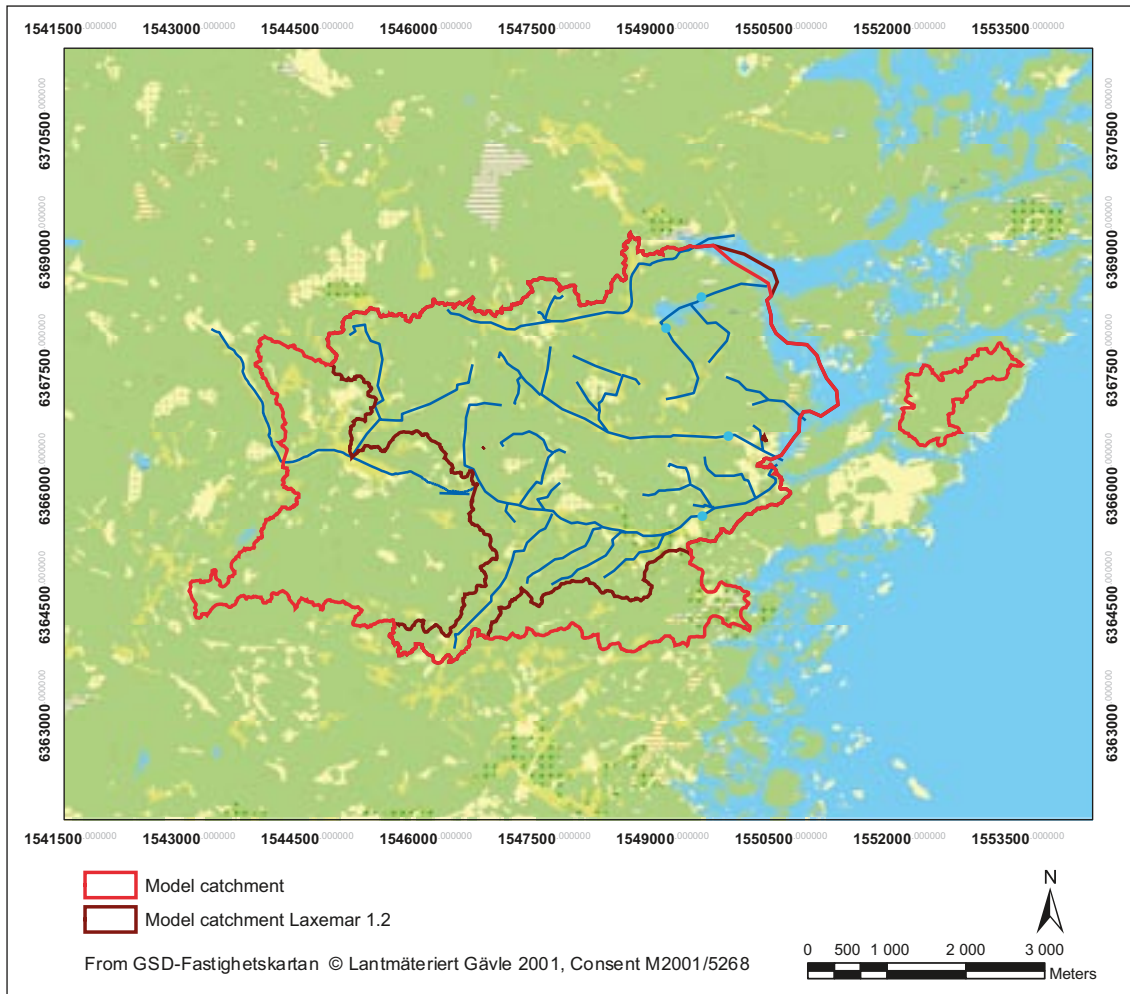 1541500.000000 1543000.000000 1544500.000000 1546000.000000 1547500.000000 1549000.000000 1550500.000000 1552000.000000 1553500.000000
6370500.000000 6370500.000000
6369000.000000 6369000.000000
6367500.000000 6367500.000000
6366000.000000 6366000.000000
6364500.000000 6364500.000000
6363000.000000 6363000.000000
1541500.000000 1543000.000000 1544500.000000 1546000.000000 1547500.000000 1549000.000000 1550500.000000 1552000.000000 1553500.000000
Model catchment
Model catchment Laxemar 1.2
From GSD-Fastighetskartan © Lantmäteriert Gävle 2001, Consent M2001/5268
N
0 500 1 000 2 000 3 000
Meters